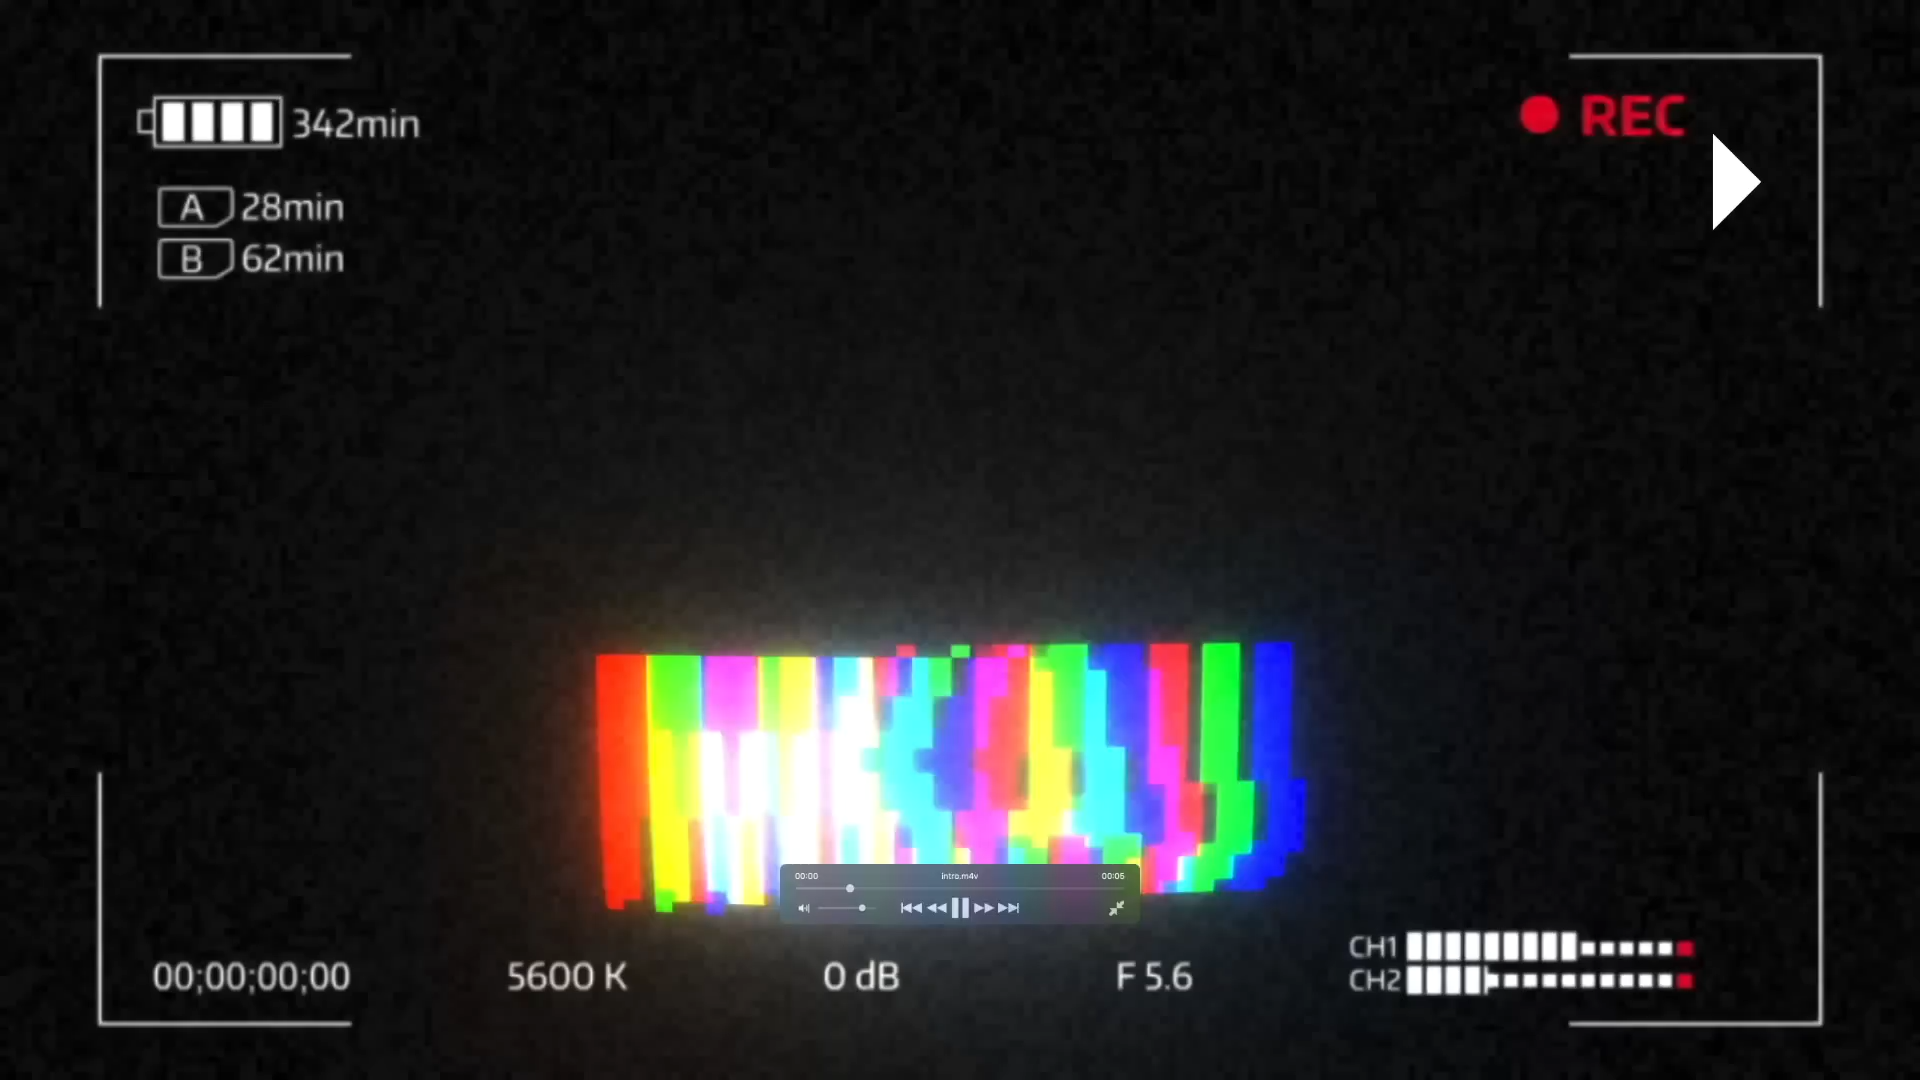 342min
REC
A 28min
B 62min
00:00 intro.m4v 00:05
00;00;00;00
5600 K
0 dB
F 5.6
CH1
CH2